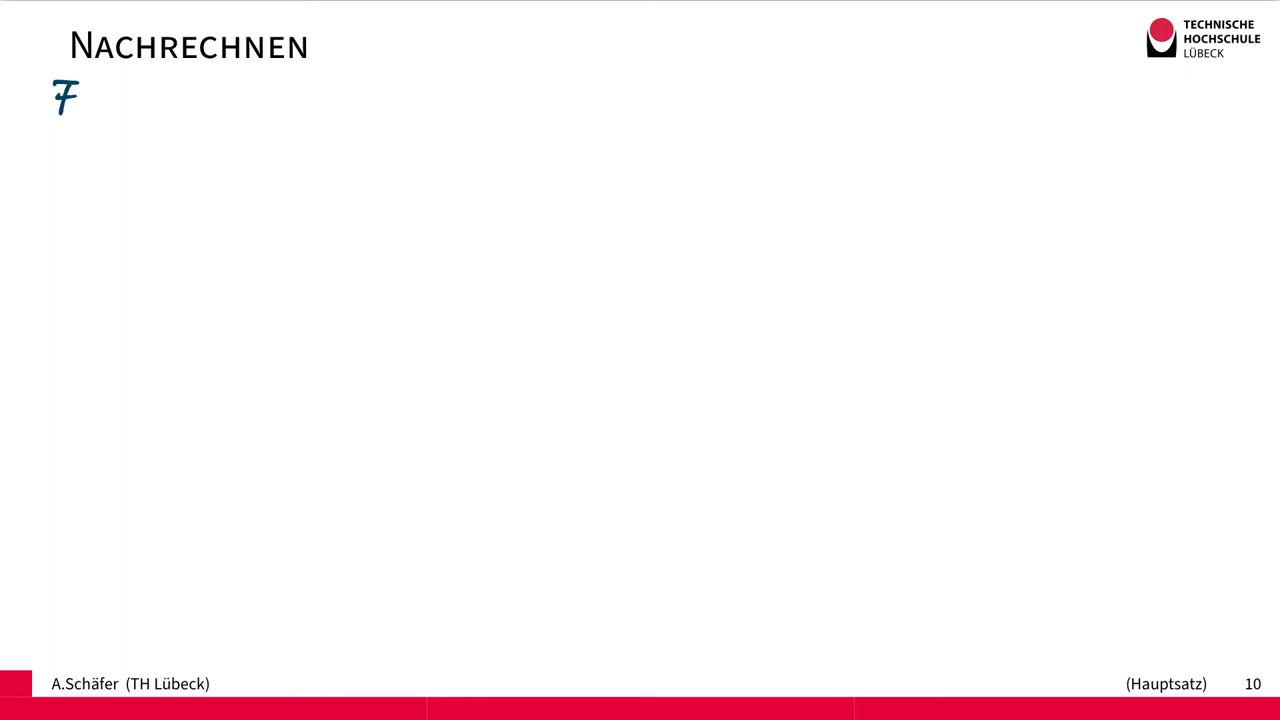 Nachrechnen
TECHNISCHE
HOCHSCHULE
LÜBECK
F
A.Schäfer (TH Lübeck)
(Hauptsatz)
10